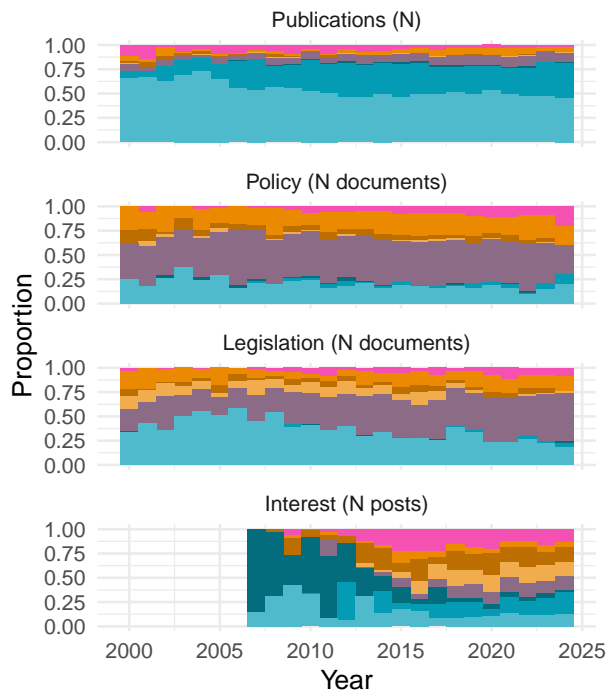 Publications (N)
1.00
0.75
0.50
0.25
0.00
Policy (N documents)
1.00
0.75
0.50
0.25
0.00
Proportion
Legislation (N documents)
1.00
0.75
0.50
0.25
0.00
Interest (N posts)
1.00
0.75
0.50
0.25
0.00
2000 2005 2010 2015 2020 2025
Year